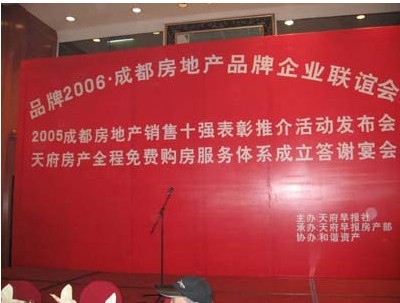 品牌2006·成都房地产品牌企业联谊会
2005成都房地产销售十强表彰推介活动发布会
天府房产全程免费购房服务体系成立答谢宴会
主办:天府早报社
承办:天府早报房产部
协办:和谐资产